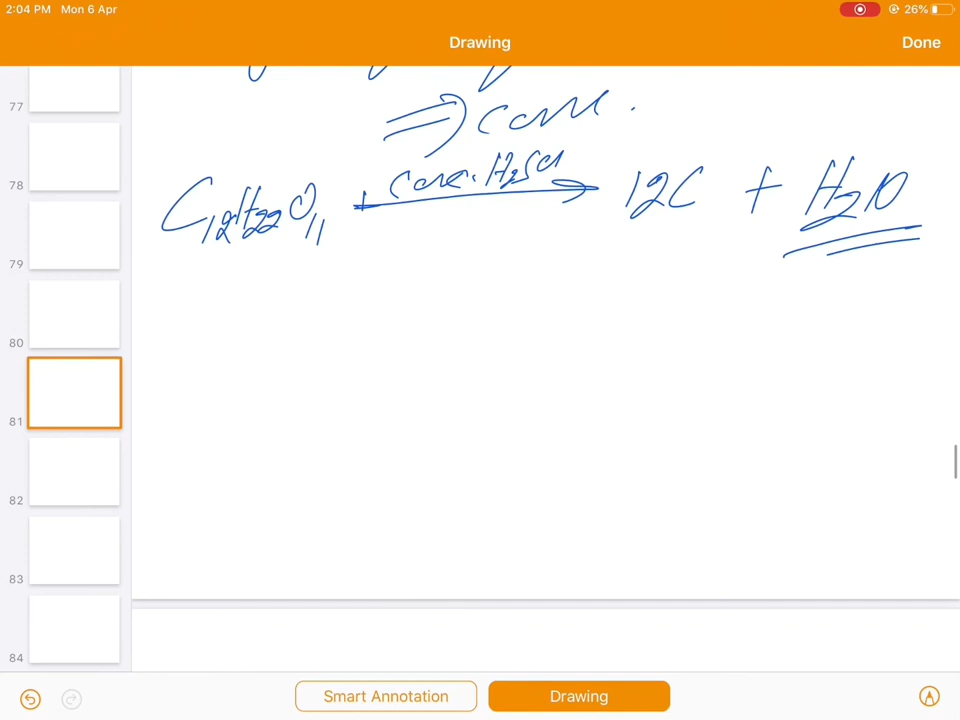 2:04 PM Mon 6 Apr
26%
Drawing
Done
77
78
79
80
81
82
83
84
⇒ conc.
C12H22O11 + conc. H2SO4 → 12C + H2O
Smart Annotation
Drawing